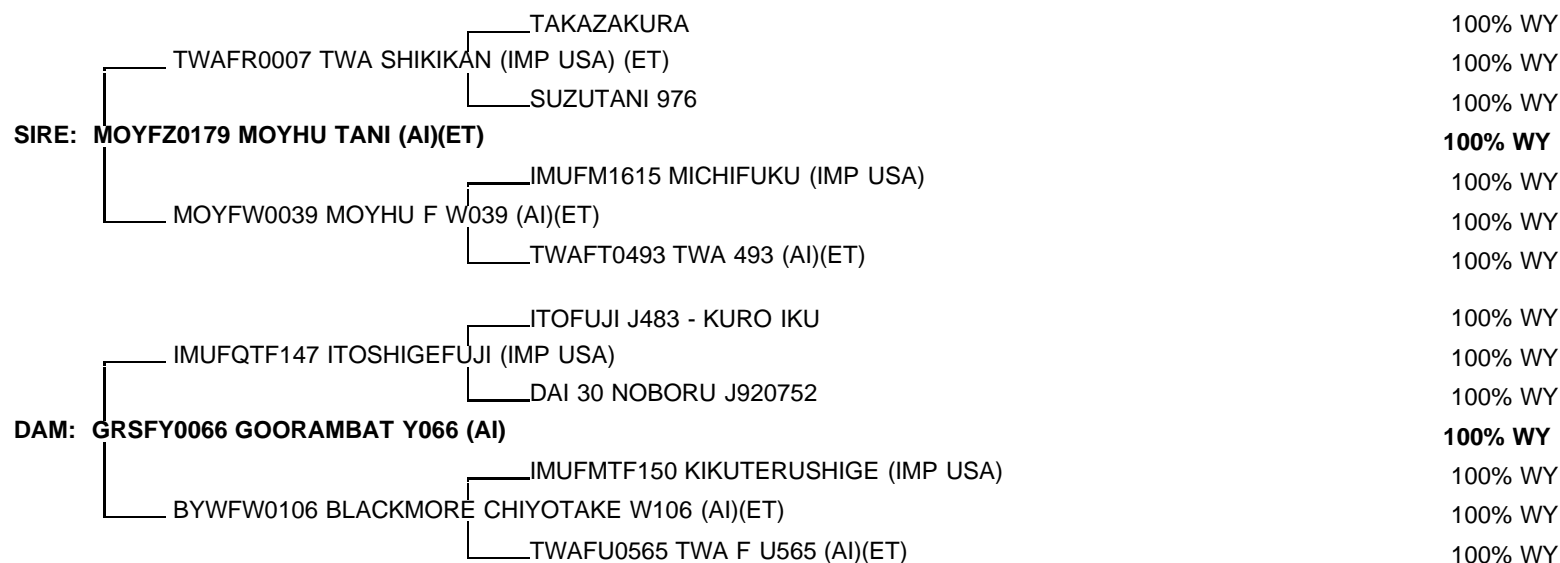 TAKAZAKURA 100% WY
TWAFR0007 TWA SHIKIKAN (IMP USA) (ET) 100% WY
SUZUTANI 976 100% WY
SIRE: MOYFZ0179 MOYHU TANI (AI)(ET) 100% WY
IMUFM1615 MICHIFUKU (IMP USA) 100% WY
MOYFW0039 MOYHU F W039 (AI)(ET) 100% WY
TWAFT0493 TWA 493 (AI)(ET) 100% WY
ITOFUJI J483 - KURO IKU 100% WY
IMUFQTF147 ITOSHIGEFUJI (IMP USA) 100% WY
DAI 30 NOBORU J920752 100% WY
DAM: GRSFY0066 GOORAMBAT Y066 (AI) 100% WY
IMUFMTF150 KIKUTERUSHIGE (IMP USA) 100% WY
BYWFW0106 BLACKMORE CHIYOTAKE W106 (AI)(ET) 100% WY
TWAFU0565 TWA F U565 (AI)(ET) 100% WY